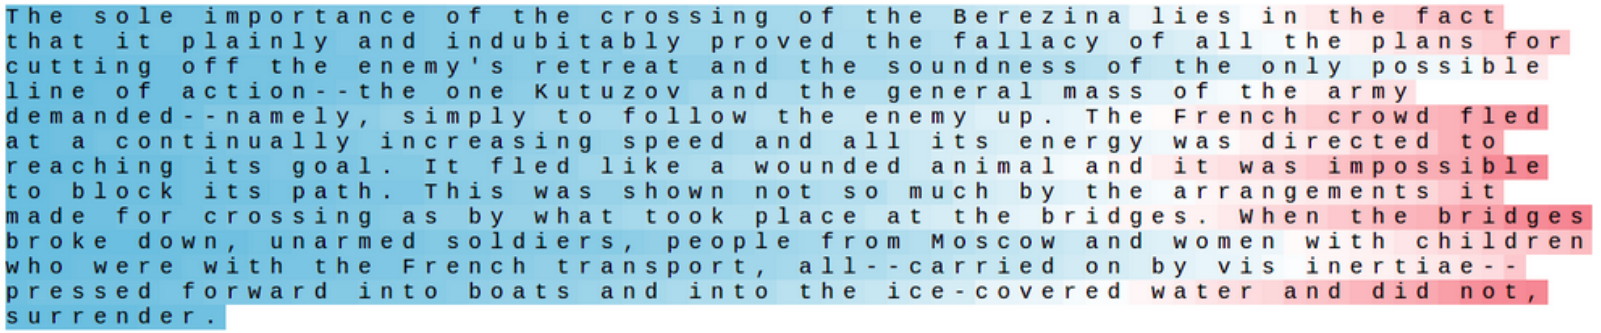 The sole importance of the crossing of the Berezina lies in the fact
that it plainly and indubitably proved the fallacy of all the plans for
cutting off the enemy's retreat and the soundness of the only possible
line of action--the one Kutuzov and the general mass of the army
demanded--namely, simply to follow the enemy up. The French crowd fled
at a continually increasing speed and all its energy was directed to
reaching its goal. It fled like a wounded animal and it was impossible
to block its path. This was shown not so much by the arrangements it
made for crossing as by what took place at the bridges. When the bridges
broke down, unarmed soldiers, people from Moscow and women with children
who were with the French transport, all--carried on by vis inertiae--
pressed forward into boats and into the ice-covered water and did not,
surrender.